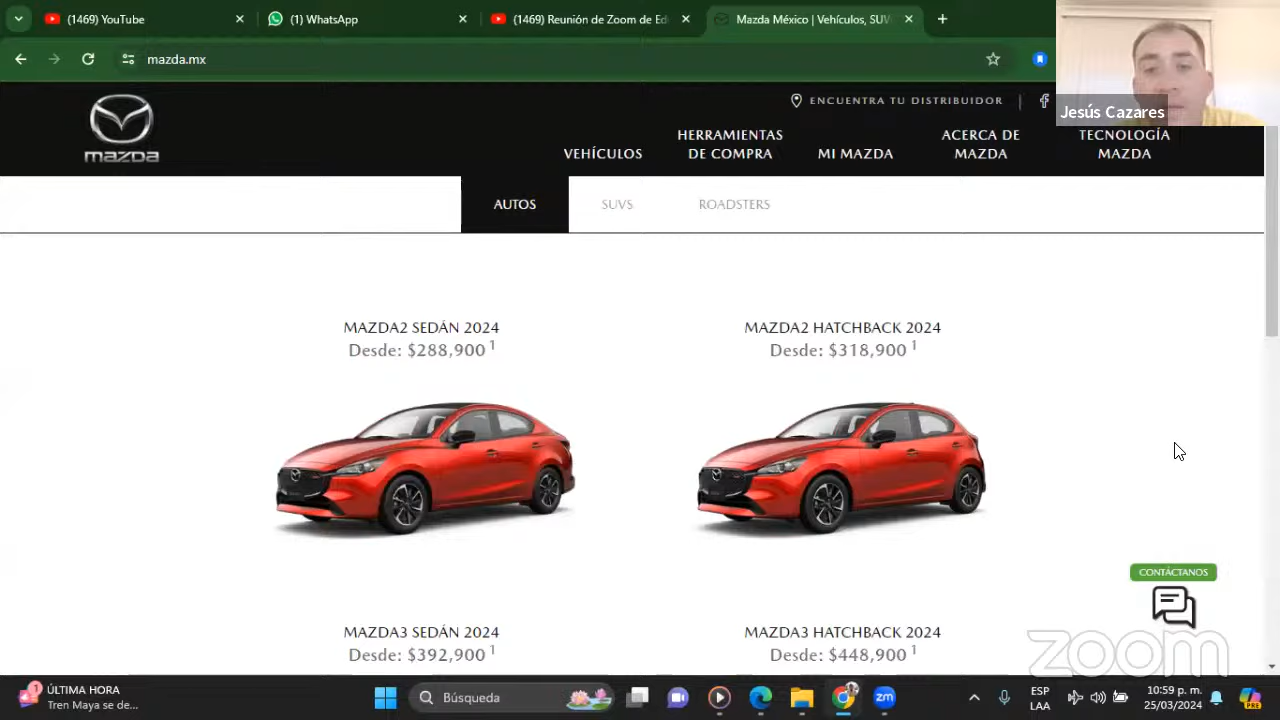 (1469) YouTube
(1) WhatsApp
(1469) Reunión de Zoom de Ed
Mazda México | Vehículos, SUV
mazda.mx
Jesús Cazares
ENCUENTRA TU DISTRIBUIDOR
mazda
VEHÍCULOS
HERRAMIENTAS
DE COMPRA
MI MAZDA
ACERCA DE
MAZDA
TECNOLOGÍA
MAZDA
AUTOS
SUVS
ROADSTERS
MAZDA2 SEDÁN 2024
Desde: $288,900 1
MAZDA2 HATCHBACK 2024
Desde: $318,900 1
CONTÁCTANOS
MAZDA3 SEDÁN 2024
Desde: $392,900 1
MAZDA3 HATCHBACK 2024
Desde: $448,900 1
zoom
1
ÚLTIMA HORA
Tren Maya se de...
Búsqueda
zm
ESP
LAA
10:59 p. m.
25/03/2024
PRE